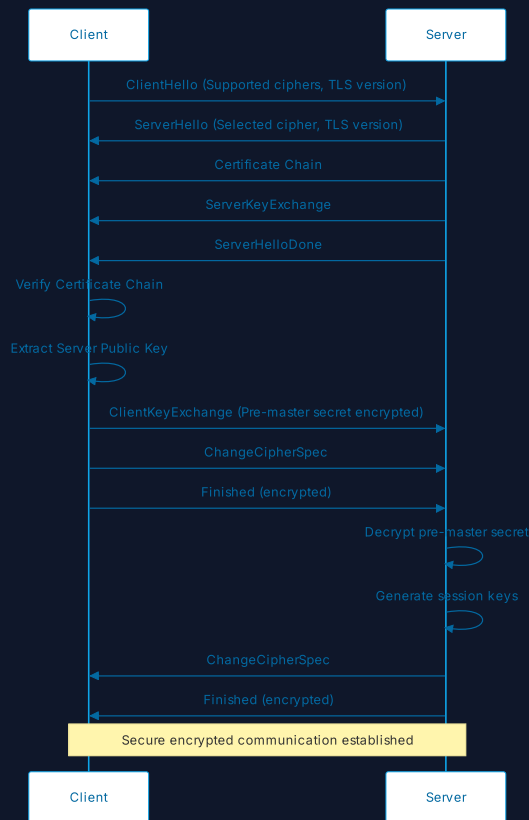 Client
Server
ClientHello (Supported ciphers, TLS version)
ServerHello (Selected cipher, TLS version)
Certificate Chain
ServerKeyExchange
ServerHelloDone
Verify Certificate Chain
Extract Server Public Key
ClientKeyExchange (Pre-master secret encrypted)
ChangeCipherSpec
Finished (encrypted)
Decrypt pre-master secret
Generate session keys
ChangeCipherSpec
Finished (encrypted)
Secure encrypted communication established
Client
Server